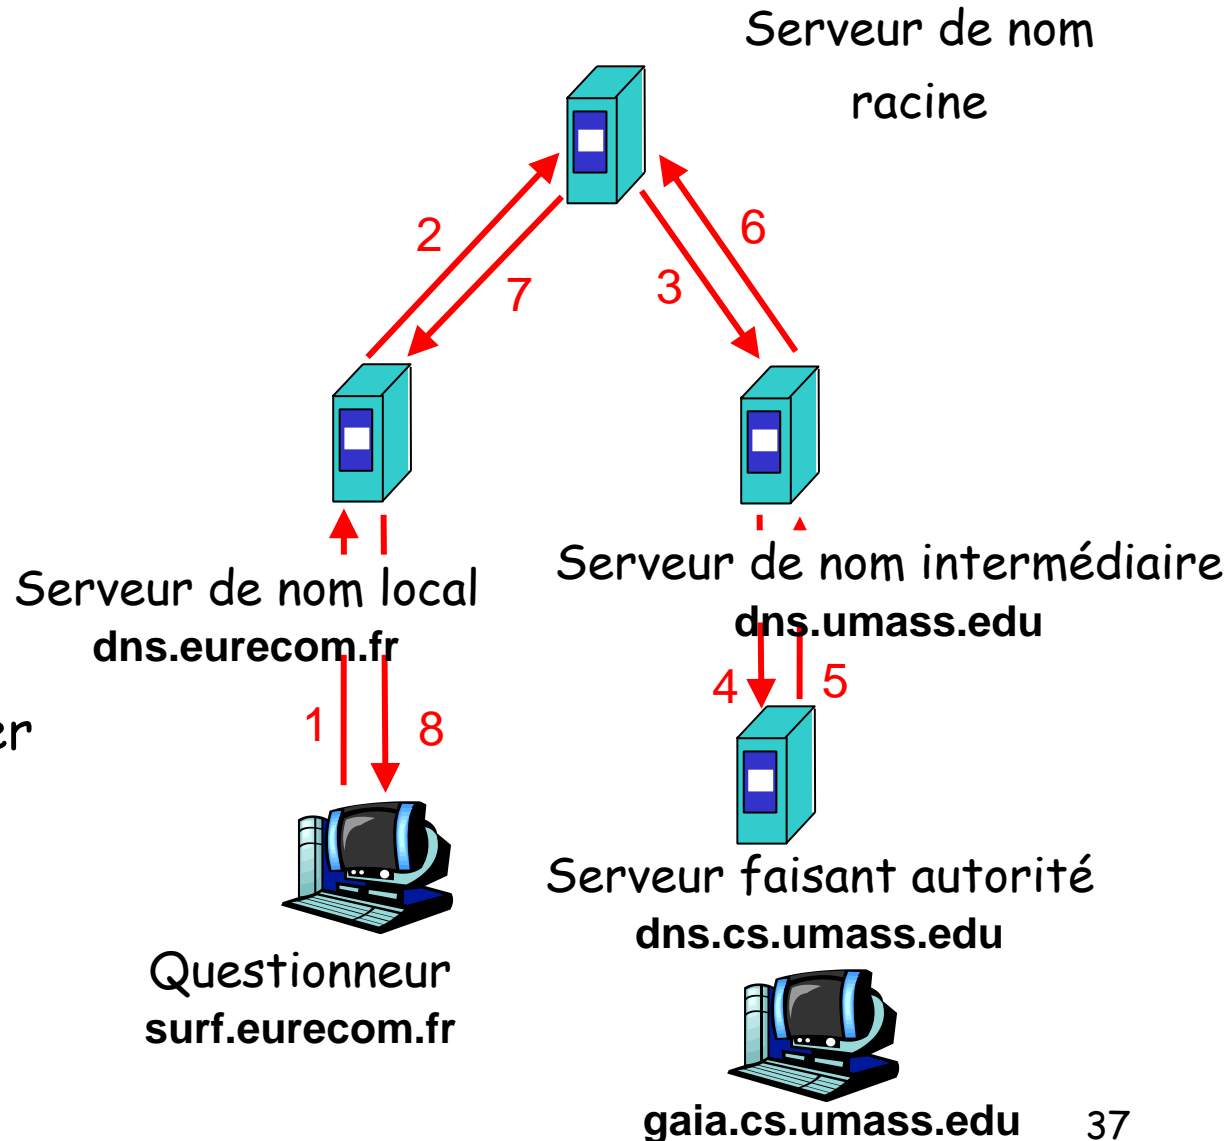 Serveur de nom
racine
2
7
3
6
Serveur de nom local
dns.eurecom.fr
Serveur de nom intermédiaire
dns.umass.edu
er
1
8
4
5
Questionneur
surf.eurecom.fr
Serveur faisant autorité
dns.cs.umass.edu
gaia.cs.umass.edu
37